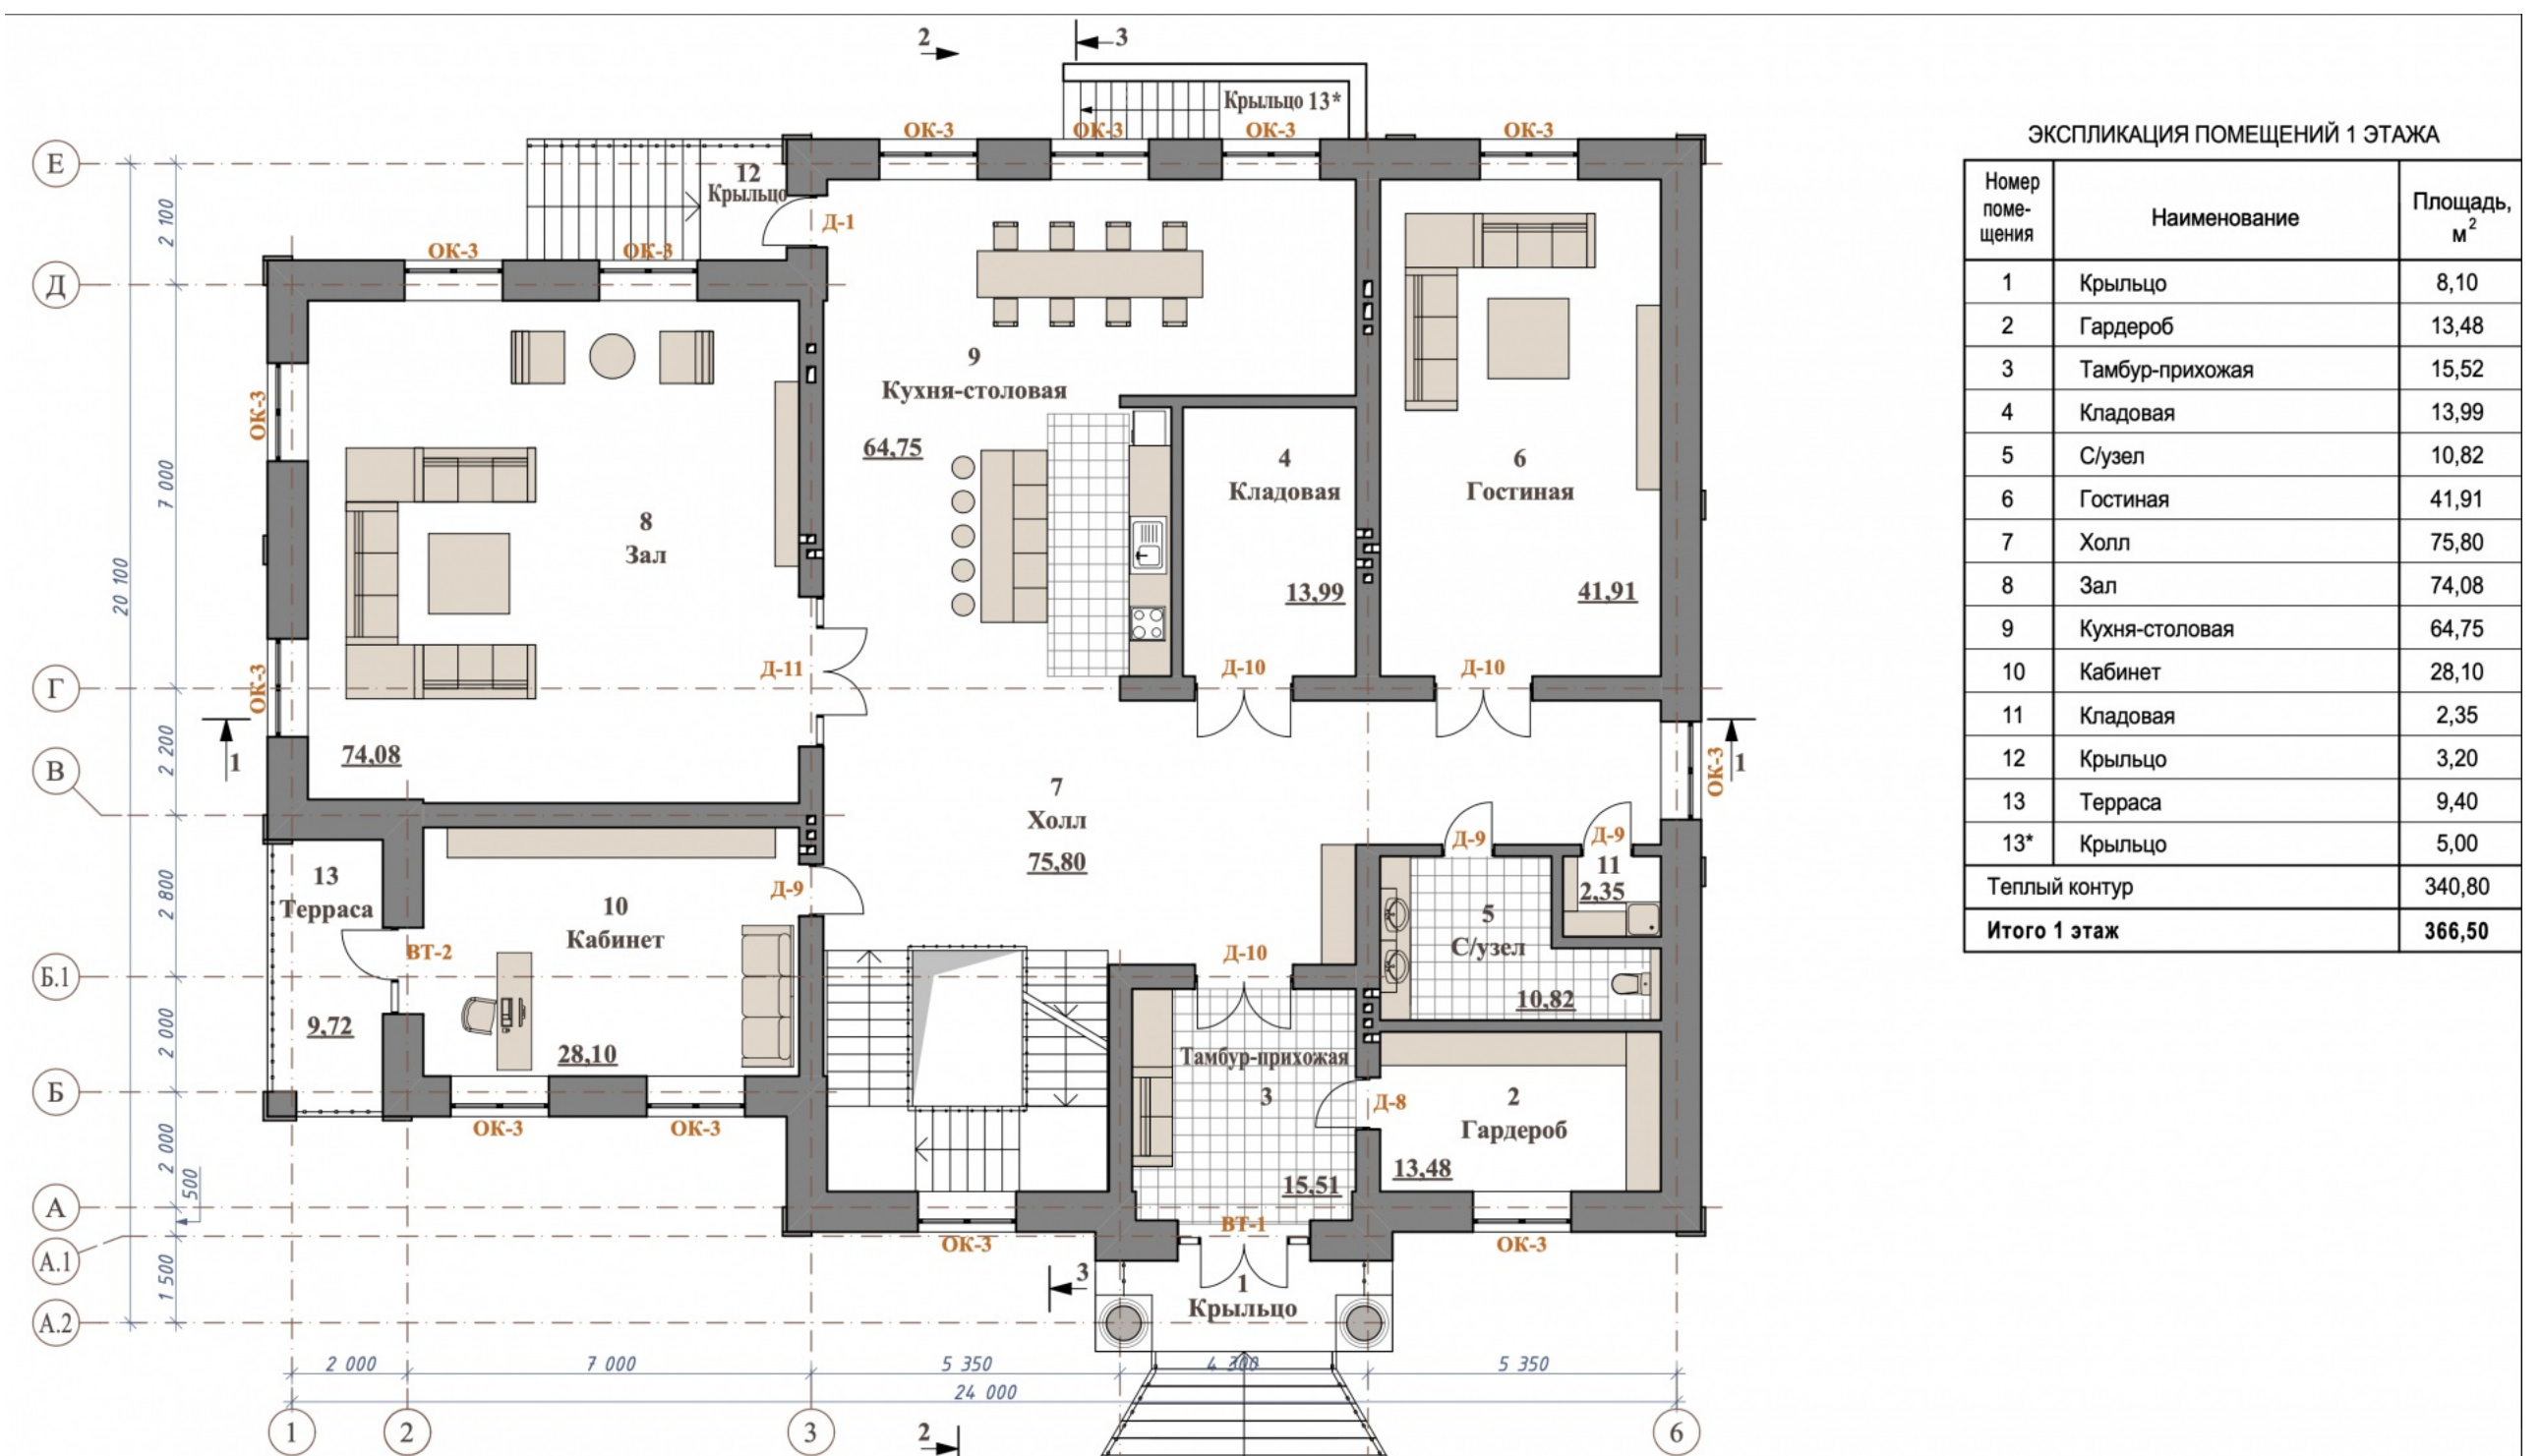 2
3
Крыльцо 13*
ОК-3
ОК-3
ОК-3
ОК-3
Е
12
Крыльцо
Д-1
2 100
ОК-3
ОК-3
Д
9
Кухня-столовая
64,75
ОК-3
8
Зал
4
Кладовая
13,99
6
Гостиная
41,91
7 000
20 100
Д-11
Д-10
Д-10
Г
ОК-3
1
74,08
2 200
В
7
Холл
75,80
ОК-3
1
13
Терраса
9,72
2 800
10
Кабинет
28,10
Д-9
ВТ-2
Д-9
Д-9
11
2,35
5
С/узел
10,82
Б.1
Д-10
2 000
Тамбур-прихожая
3
15,51
Д-8
2
Гардероб
13,48
Б
ОК-3
ОК-3
2 000
500
А
ВТ-1
ОК-3
ОК-3
А.1
1 500
3
1
Крыльцо
А.2
2 000
7 000
5 350
4 300
5 350
24 000
1
2
3
6
2
ЭКСПЛИКАЦИЯ ПОМЕЩЕНИЙ 1 ЭТАЖА
Номер поме-щения Наименование Площадь, м2
1 Крыльцо 8,10
2 Гардероб 13,48
3 Тамбур-прихожая 15,52
4 Кладовая 13,99
5 С/узел 10,82
6 Гостиная 41,91
7 Холл 75,80
8 Зал 74,08
9 Кухня-столовая 64,75
10 Кабинет 28,10
11 Кладовая 2,35
12 Крыльцо 3,20
13 Терраса 9,40
13* Крыльцо 5,00
Теплый контур 340,80
Итого 1 этаж 366,50